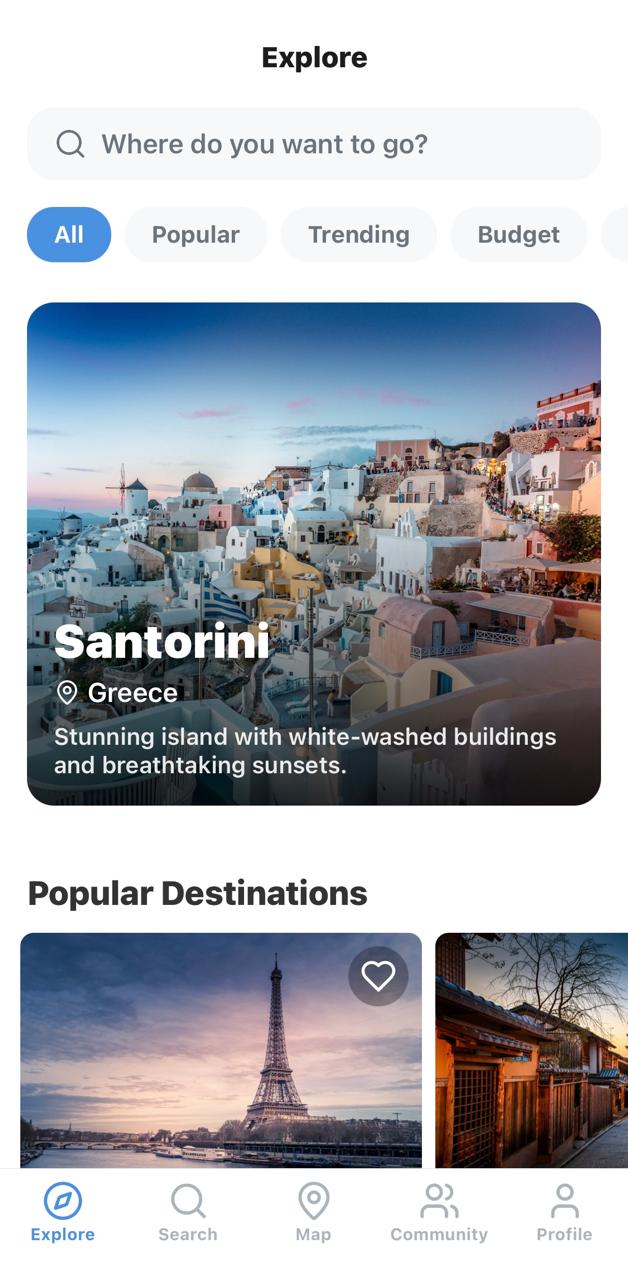 Explore
Where do you want to go?
All
Popular
Trending
Budget
Santorini
Greece
Stunning island with white-washed buildings
and breathtaking sunsets.
Popular Destinations
Explore
Search
Map
Community
Profile